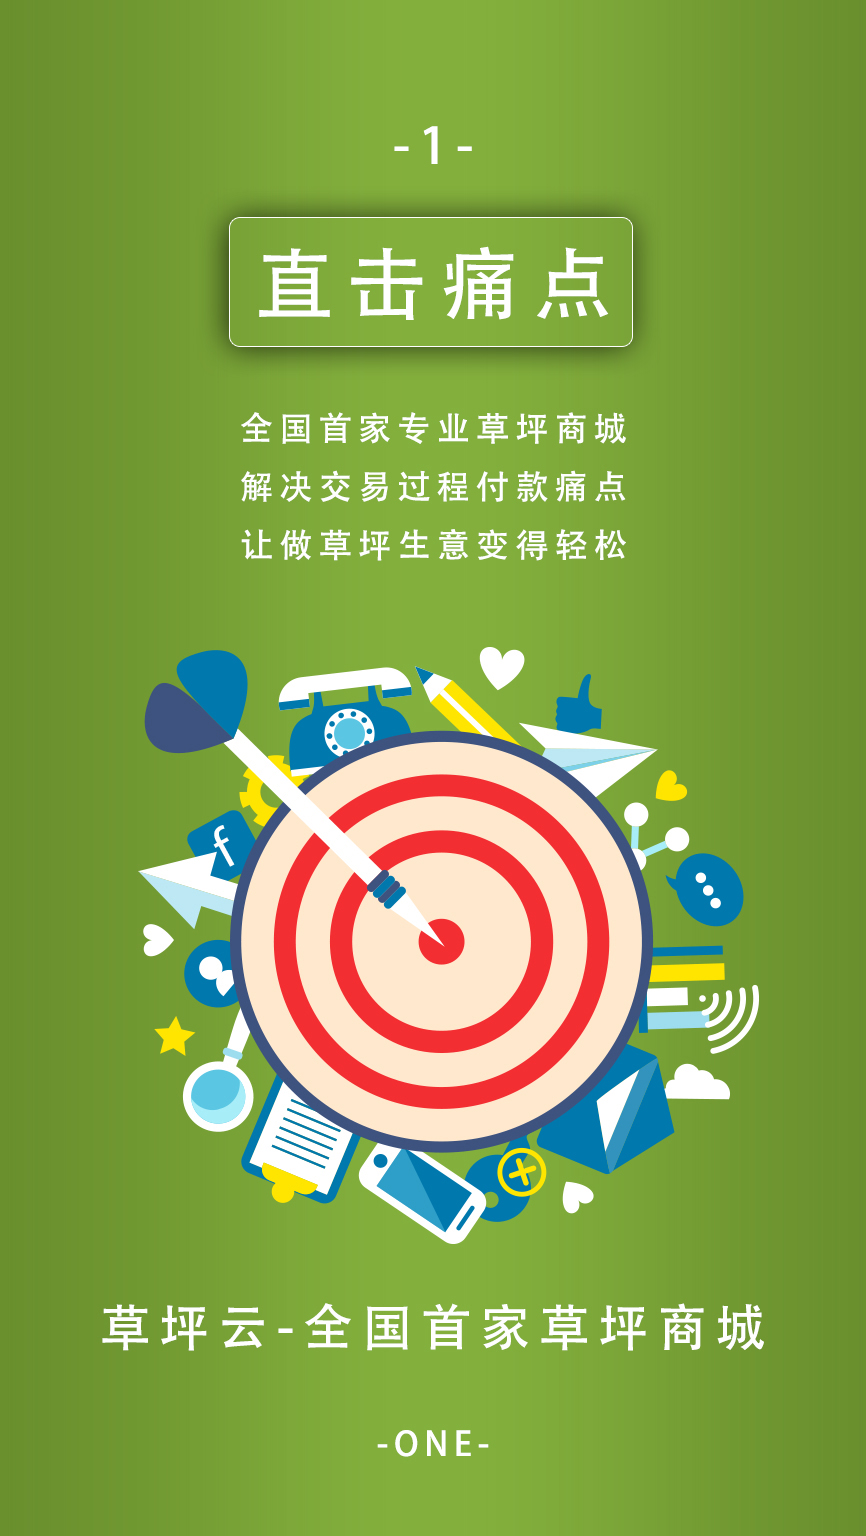 -1-
直击痛点
全国首家专业草坪商城
解决交易过程付款痛点
让做草坪生意变得轻松
f
草坪云-全国首家草坪商城
-ONE-